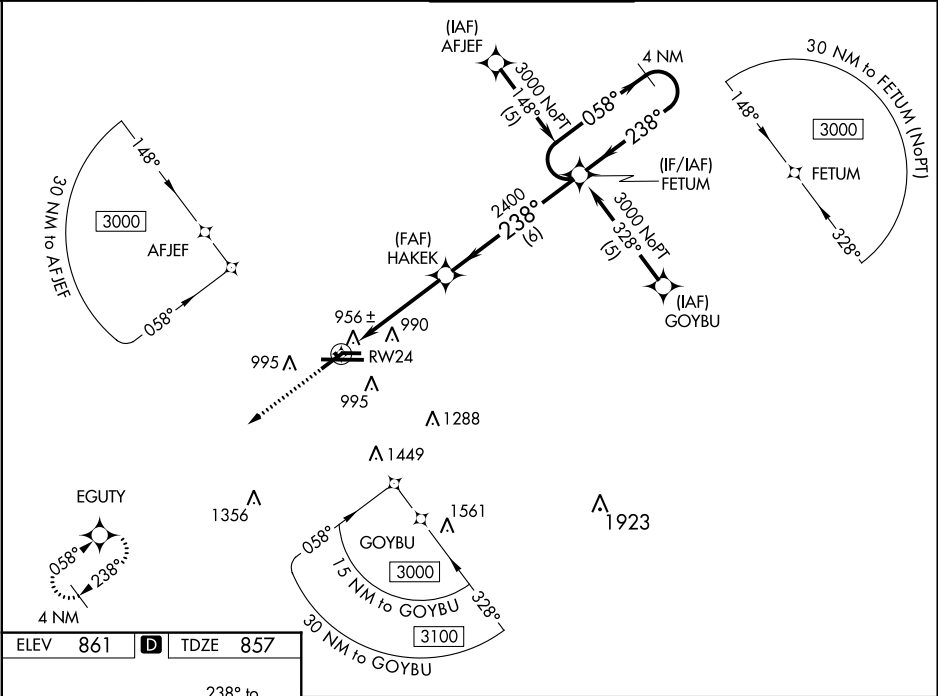 (IAF)
AFJEF
3000 NoPT
148°
(5)
4 NM
058°
238°
(IF/IAF)
FETUM
30 NM to FETUM (NoPT)
148°
3000
FETUM
328°
148°
30 NM to AFJEF
3000
AFJEF
058°
2400
238°
(6)
(FAF)
HAKEK
3000 NoPT
328°
(5)
(IAF)
GOYBU
956 ±
990
995
RW24
995
1288
1449
EGUTY
1356
1561
1923
058°
238°
4 NM
058°
GOYBU
3000
15 NM to GOYBU
328°
3100
30 NM to GOYBU
ELEV 861 D TDZE 857
238° to